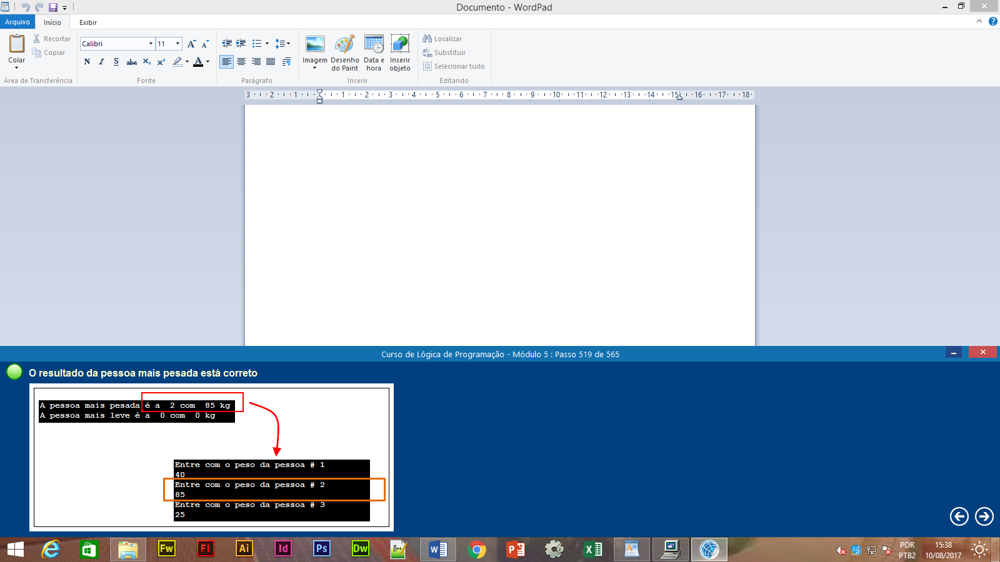 Documento - WordPad
Arquivo Início Exibir
Colar
Recortar
Copiar
Área de Transferência
Calibri 11
N I S abc X₂ X² A
Fonte
Parágrafo
Imagem
Desenho do Paint
Data e hora
Inserir objeto
Inserir
Localizar
Substituir
Selecionar tudo
Editando
3 2 1 1 2 3 4 5 6 7 8 9 10 11 12 13 14 15 16 17 18
Curso de Lógica de Programação - Módulo 5 : Passo 519 de 565
O resultado da pessoa mais pesada está correto
A pessoa mais pesada é a 2 com 85 kg
A pessoa mais leve é a 0 com 0 kg
Entre com o peso da pessoa # 1
40
Entre com o peso da pessoa # 2
85
Entre com o peso da pessoa # 3
25
Fw Fl Ai Id Ps Dw
POR
PTB2
15:38
10/08/2017